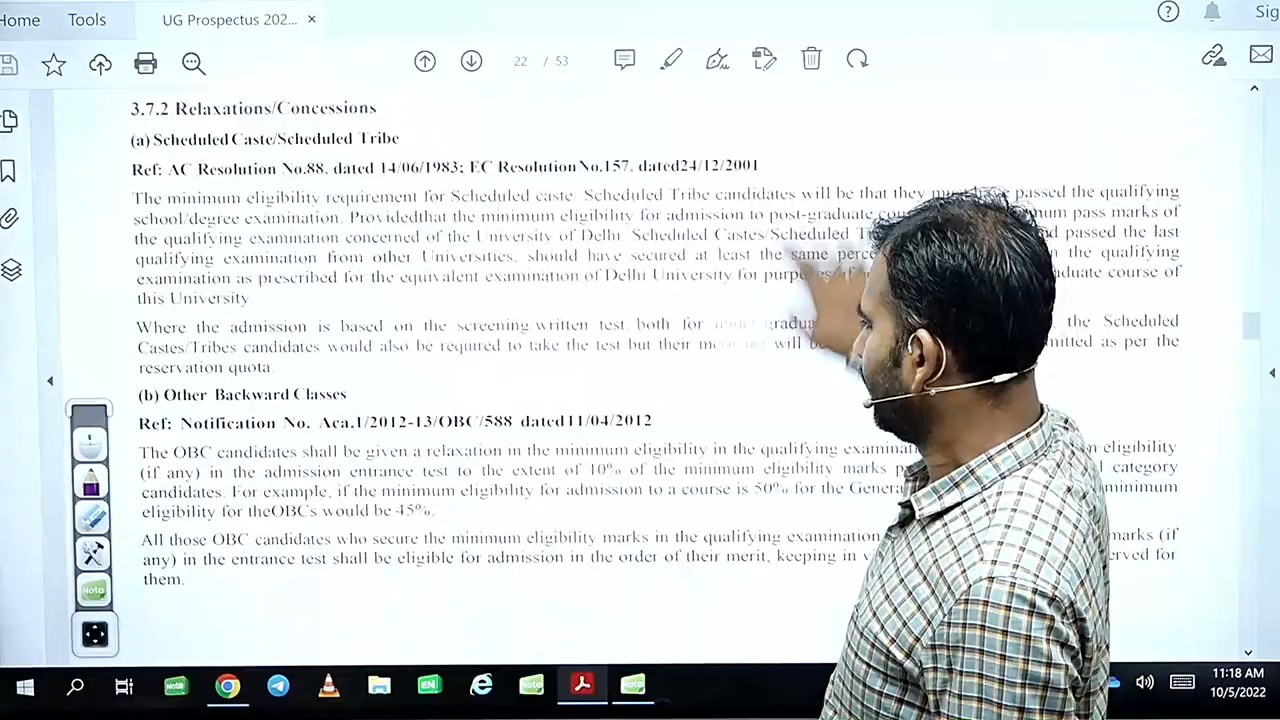 Home Tools UG Prospectus 202... ×
Sig
22 / 53
3.7.2 Relaxations/Concessions
(a) Scheduled Caste/Scheduled Tribe
Ref: AC Resolution No.88, dated 14/06/1983; EC Resolution No.157, dated24/12/2001
The minimum eligibility requirement for Scheduled caste Scheduled Tribe candidates will be that they must have passed the qualifying
school/degree examination. Providedthat the minimum eligibility for admission to post-graduate pass marks of
the qualifying examination concerned of the University of Delhi. Scheduled Castes/Scheduled passed the last
qualifying examination from other Universities, should have secured at least the same the qualifying
examination as prescribed for the equivalent examination of Delhi University for course of
this University.
Where the admission is based on the screening written test, both for the Scheduled
Castes/Tribes candidates would also be required to take the test but their will as per the
reservation quota.
(b) Other Backward Classes
Ref: Notification No. Aca.1/2012-13/OBC/588 dated11/04/2012
The OBC candidates shall be given a relaxation in the minimum eligibility in the qualifying eligibility
(if any) in the admission entrance test to the extent of 10% of the minimum eligibility marks category
candidates. For example, if the minimum eligibility for admission to a course is 50% for the minimum
eligibility for theOBCs would be 45%.
All those OBC candidates who secure the minimum eligibility marks in the qualifying examination marks (if
any) in the entrance test shall be eligible for admission in the order of their merit, keeping in for
them.
Note
Note EN Note Note
11:18 AM
10/5/2022